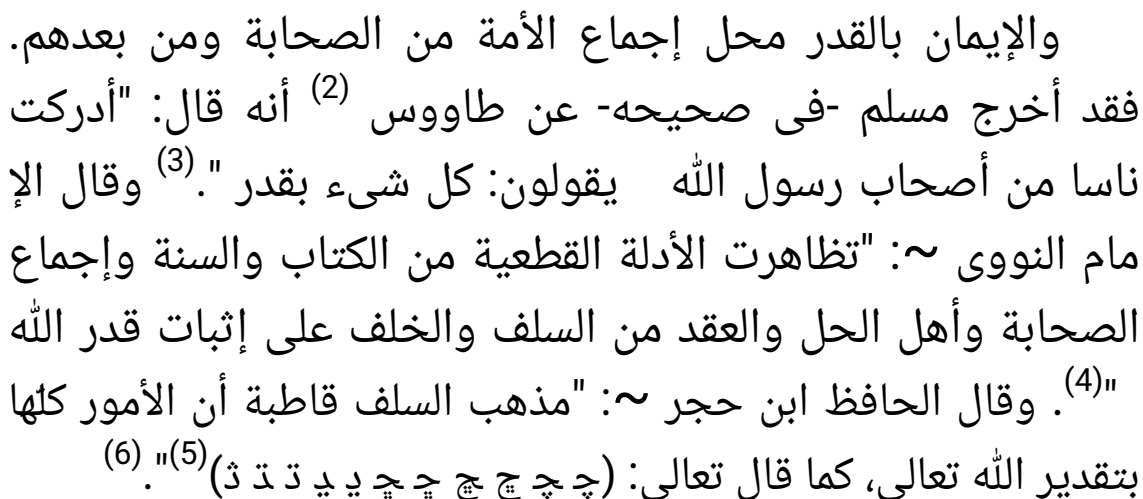 والإيمان بالقدر محل إجماع الأمة من الصحابة ومن بعدهم.
فقد أخرج مسلم -فى صحيحه- عن طاووس (2) أنه قال: "أدركت
ناسا من أصحاب رسول الله يقولون: كل شىء بقدر ".(3) وقال الإ
مام النووى ~: "تظاهرت الأدلة القطعية من الكتاب والسنة وإجماع
الصحابة وأهل الحل والعقد من السلف والخلف على إثبات قدر الله
"(4). وقال الحافظ ابن حجر ~: "مذهب السلف قاطبة أن الأمور كلها
بتقدير الله تعالى، كما قال تعالى: (ﭺ ﭻ ﭼ ﭽ ﭾ ﭿ ﮀ ﮁ ﮂ ﮃ ﮄ)(5)". (6)